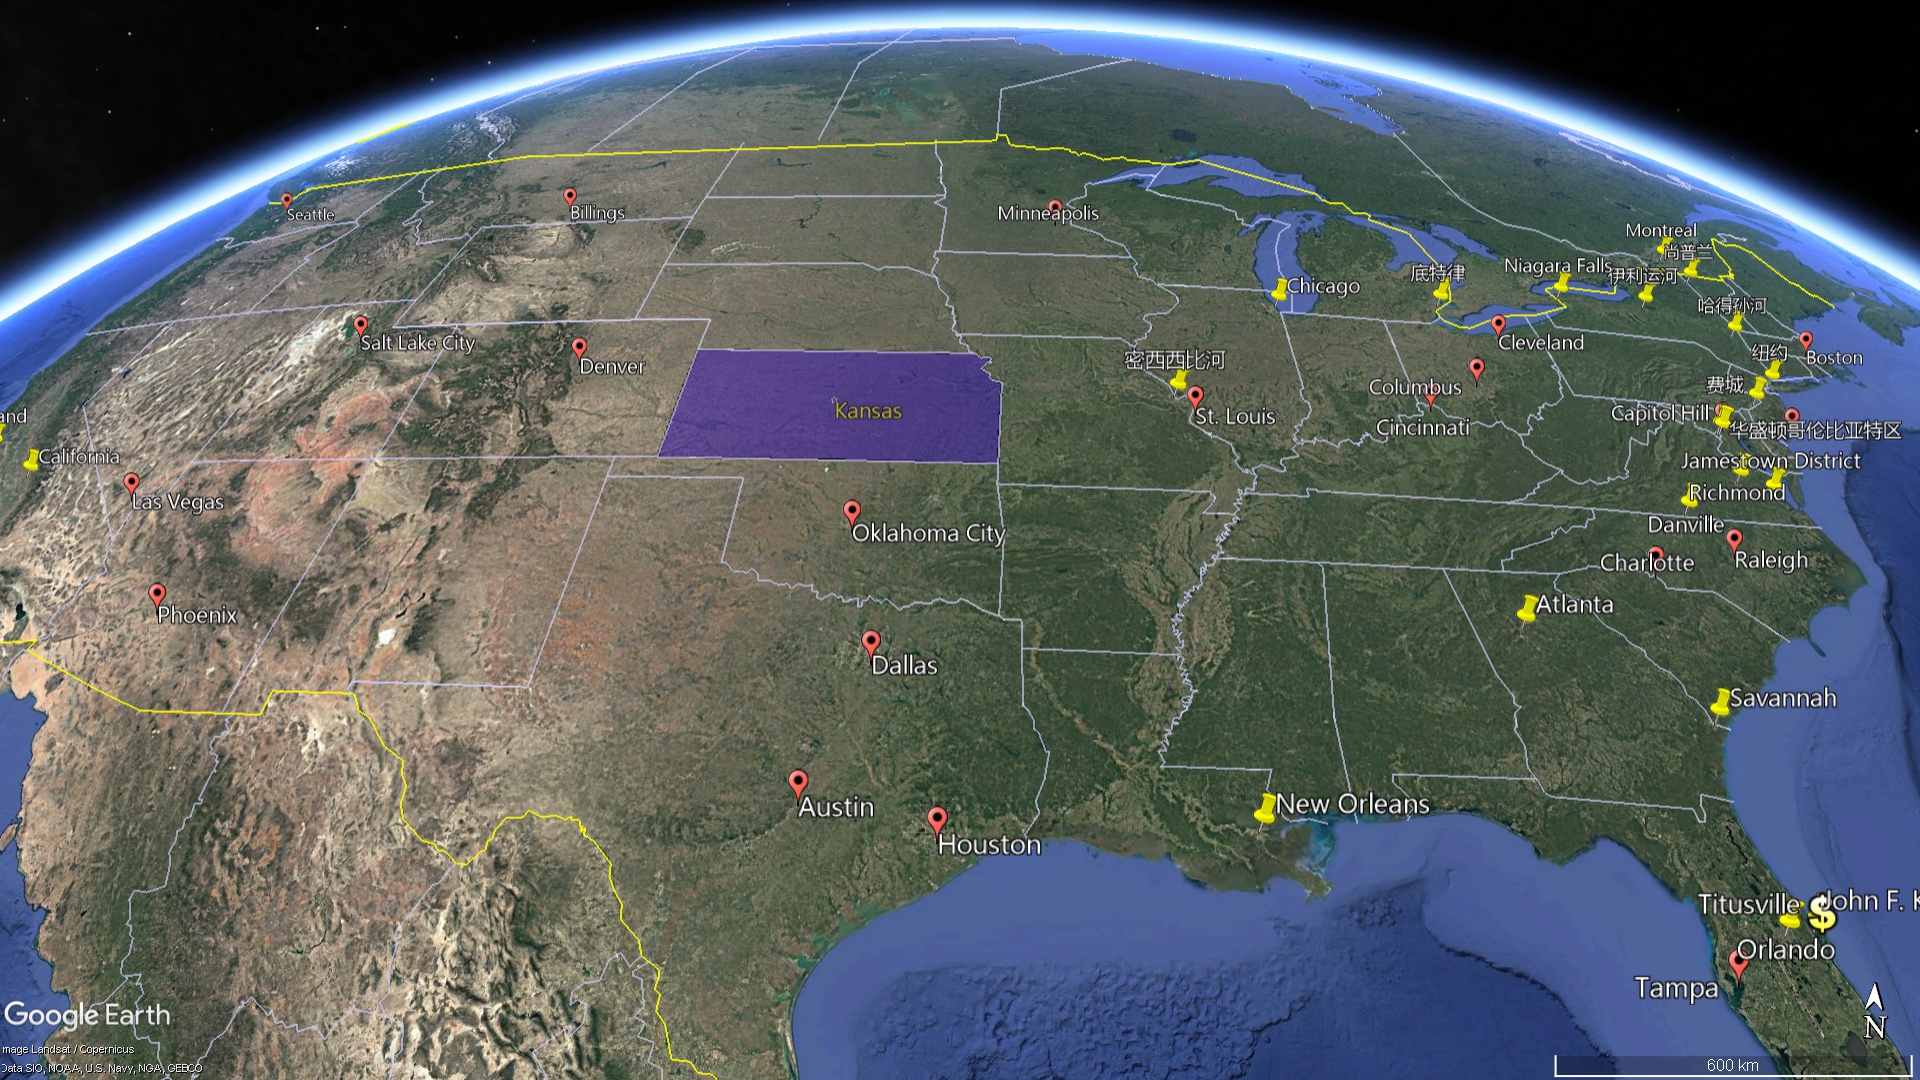 Seattle
Billings
Minneapolis
Montreal
尚普兰
底特律
Niagara Falls
伊利运河
Chicago
哈得孙河
Salt Lake City
Denver
Cleveland
密西西比河
纽约
Boston
Columbus
费城
Kansas
St. Louis
Cincinnati
Capitol Hill
华盛顿哥伦比亚特区
and
California
Jamestown District
Las Vegas
Richmond
Oklahoma City
Danville
Charlotte
Raleigh
Phoenix
Atlanta
Dallas
Savannah
Austin
New Orleans
Houston
Titusville
$
John F. K
Orlando
Tampa
Google Earth
N
mage Landsat / Copernicus
Data SIO, NOAA, U.S. Navy, NGA, GEBCO
600 km